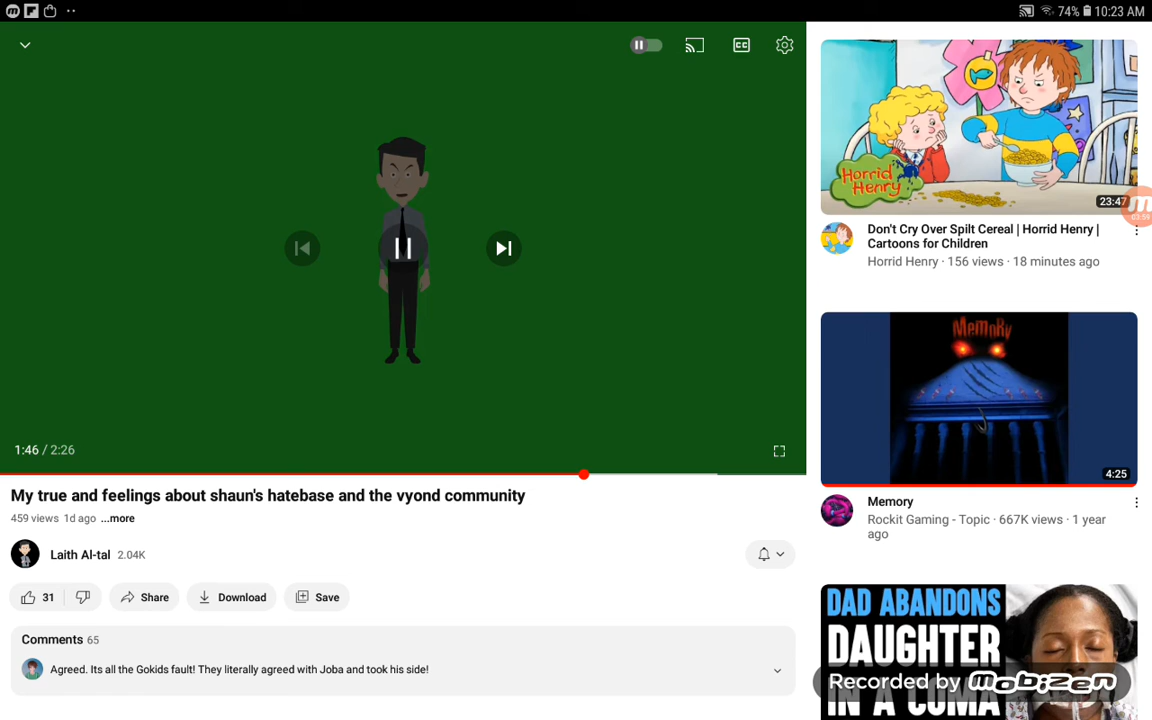 74% 10:23 AM
CC
1:46 / 2:26
My true and feelings about shaun's hatebase and the vyond community
459 views 1d ago ...more
Laith Al-tal 2.04K
31
Share
Download
Save
Comments 65
Agreed. Its all the Gokids fault! They literally agreed with Joba and took his side!
Horrid
Henry
23:47
03:54
Don't Cry Over Spilt Cereal | Horrid Henry |
Cartoons for Children
Horrid Henry · 156 views · 18 minutes ago
MEMORY
4:25
Memory
Rockit Gaming - Topic · 667K views · 1 year
ago
DAD ABANDONS
DAUGHTER
IN A COMA
Recorded by mobizen